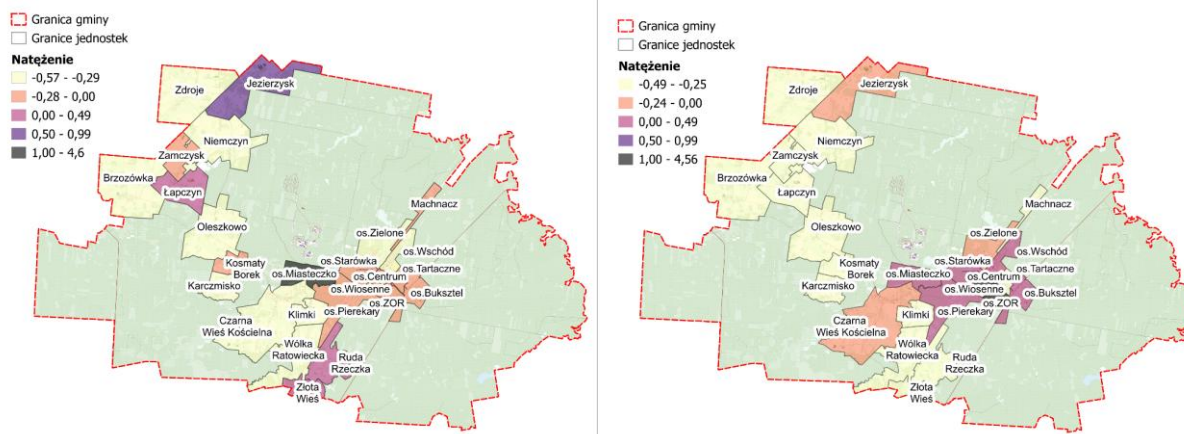 Granica gminy
Granice jednostek
Natężenie
-0,57 - -0,29
-0,28 - 0,00
0,00 - 0,49
0,50 - 0,99
1,00 - 4,6
Zdroje
Jezierzysk
Niemczyn
Zamczysk
Brzozówka
Łapczyn
Machnacz
Oleszkowo
os.Zielone
os.Wschód
os.Starówka
Kosmaty
Borek
os.Miasteczko
os.Centrum
os.Tartaczne
Karczmisko
os.Wiosenne
os.Buksztel
os.ZOR
Klimki
os.Pierekary
Czarna
Wieś Kościelna
Wólka
Ratowiecka
Ruda
Rzeczka
Złota
Wieś
Granica gminy
Granice jednostek
Natężenie
-0,49 - -0,25
-0,24 - 0,00
0,00 - 0,49
0,50 - 0,99
1,00 - 4,56
Zdroje
Jezierzysk
Niemczyn
Zamczysk
Brzozówka
Łapczyn
Machnacz
Oleszkowo
os.Zielone
os.Wschód
os.Starówka
Kosmaty
Borek
os.Miasteczko
os.Centrum
os.Tartaczne
Karczmisko
os.Wiosenne
os.Buksztel
os.ZOR
Klimki
os.Pierekary
Czarna
Wieś Kościelna
Wólka
Ratowiecka
Ruda
Rzeczka
Złota
Wieś